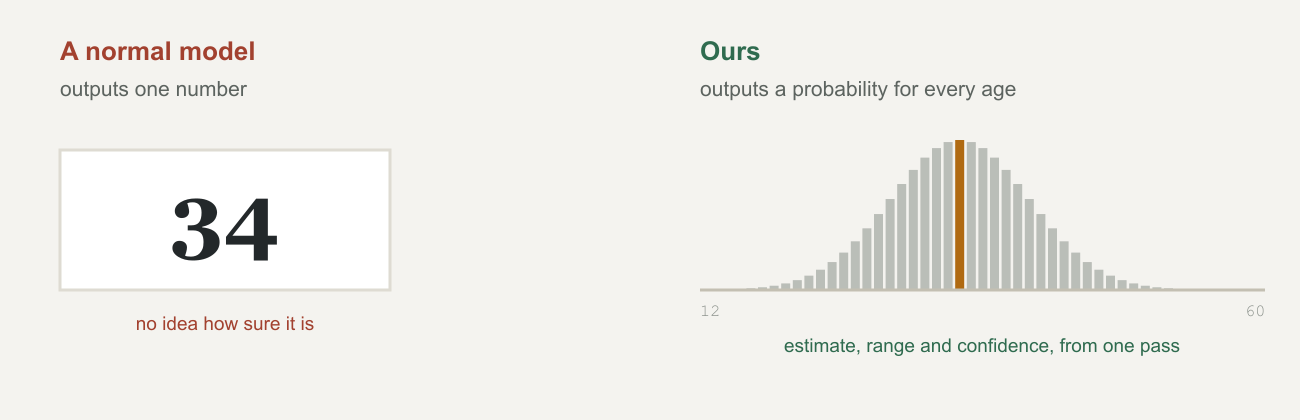 A normal model
outputs one number
34
no idea how sure it is
Ours
outputs a probability for every age
12
60
estimate, range and confidence, from one pass